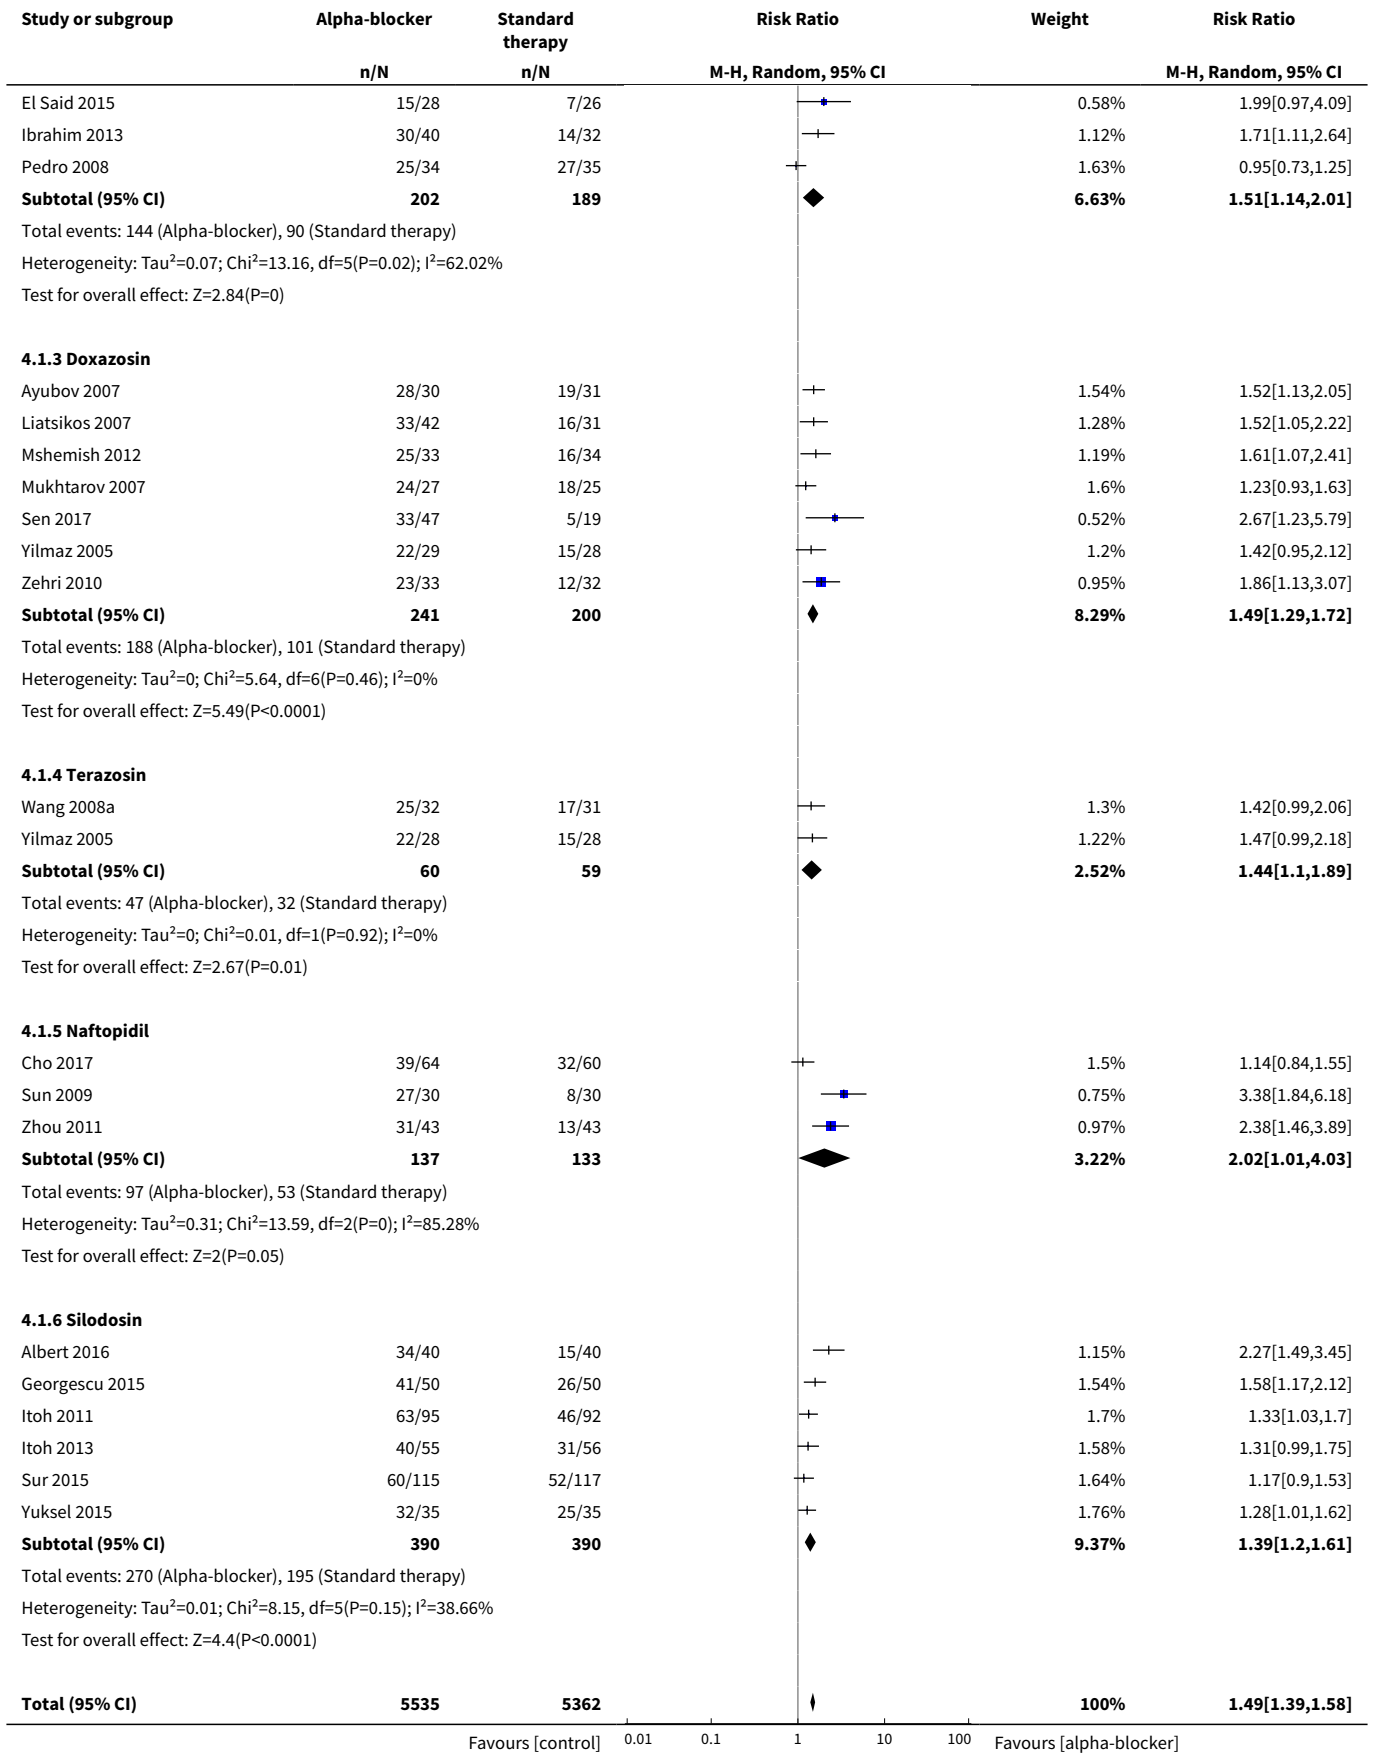 Study or subgroup Alpha-blocker Standard therapy Risk Ratio Weight Risk Ratio
n/N n/N M-H, Random, 95% CI M-H, Random, 95% CI
El Said 2015 15/28 7/26 0.58% 1.99[0.97,4.09]
Ibrahim 2013 30/40 14/32 1.12% 1.71[1.11,2.64]
Pedro 2008 25/34 27/35 1.63% 0.95[0.73,1.25]
Subtotal (95% CI) 202 189 6.63% 1.51[1.14,2.01]
Total events: 144 (Alpha-blocker), 90 (Standard therapy)
Heterogeneity: Tau²=0.07; Chi²=13.16, df=5(P=0.02); I²=62.02%
Test for overall effect: Z=2.84(P=0)
4.1.3 Doxazosin
Ayubov 2007 28/30 19/31 1.54% 1.52[1.13,2.05]
Liatsikos 2007 33/42 16/31 1.28% 1.52[1.05,2.22]
Mshemish 2012 25/33 16/34 1.19% 1.61[1.07,2.41]
Mukhtarov 2007 24/27 18/25 1.6% 1.23[0.93,1.63]
Sen 2017 33/47 5/19 0.52% 2.67[1.23,5.79]
Yilmaz 2005 22/29 15/28 1.2% 1.42[0.95,2.12]
Zehri 2010 23/33 12/32 0.95% 1.86[1.13,3.07]
Subtotal (95% CI) 241 200 8.29% 1.49[1.29,1.72]
Total events: 188 (Alpha-blocker), 101 (Standard therapy)
Heterogeneity: Tau²=0; Chi²=5.64, df=6(P=0.46); I²=0%
Test for overall effect: Z=5.49(P<0.0001)
4.1.4 Terazosin
Wang 2008a 25/32 17/31 1.3% 1.42[0.99,2.06]
Yilmaz 2005 22/28 15/28 1.22% 1.47[0.99,2.18]
Subtotal (95% CI) 60 59 2.52% 1.44[1.1,1.89]
Total events: 47 (Alpha-blocker), 32 (Standard therapy)
Heterogeneity: Tau²=0; Chi²=0.01, df=1(P=0.92); I²=0%
Test for overall effect: Z=2.67(P=0.01)
4.1.5 Naftopidil
Cho 2017 39/64 32/60 1.5% 1.14[0.84,1.55]
Sun 2009 27/30 8/30 0.75% 3.38[1.84,6.18]
Zhou 2011 31/43 13/43 0.97% 2.38[1.46,3.89]
Subtotal (95% CI) 137 133 3.22% 2.02[1.01,4.03]
Total events: 97 (Alpha-blocker), 53 (Standard therapy)
Heterogeneity: Tau²=0.31; Chi²=13.59, df=2(P=0); I²=85.28%
Test for overall effect: Z=2(P=0.05)
4.1.6 Silodosin
Albert 2016 34/40 15/40 1.15% 2.27[1.49,3.45]
Georgescu 2015 41/50 26/50 1.54% 1.58[1.17,2.12]
Itoh 2011 63/95 46/92 1.7% 1.33[1.03,1.7]
Itoh 2013 40/55 31/56 1.58% 1.31[0.99,1.75]
Sur 2015 60/115 52/117 1.64% 1.17[0.9,1.53]
Yuksel 2015 32/35 25/35 1.76% 1.28[1.01,1.62]
Subtotal (95% CI) 390 390 9.37% 1.39[1.2,1.61]
Total events: 270 (Alpha-blocker), 195 (Standard therapy)
Heterogeneity: Tau²=0.01; Chi²=8.15, df=5(P=0.15); I²=38.66%
Test for overall effect: Z=4.4(P<0.0001)
Total (95% CI) 5535 5362 100% 1.49[1.39,1.58]
Favours [control] 0.01 0.1 1 10 100 Favours [alpha-blocker]